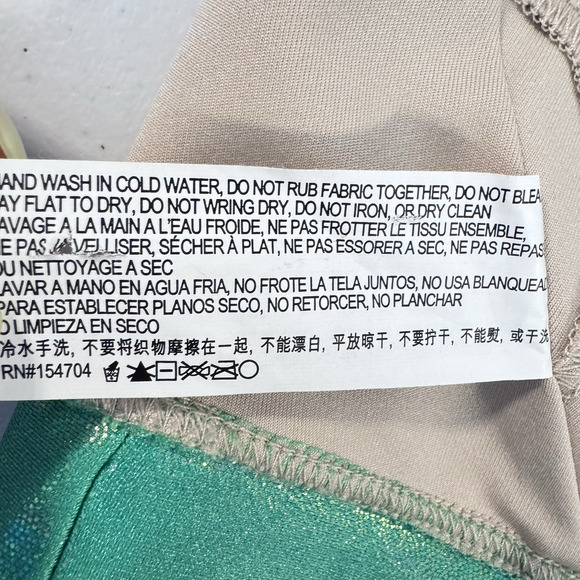 HAND WASH IN COLD WATER, DO NOT RUB FABRIC TOGETHER, DO NOT BLEA
LAY FLAT TO DRY, DO NOT WRING DRY, DO NOT IRON, OR DRY CLEAN
LAVAGE A LA MAIN A L'EAU FROIDE, NE PAS FROTTER LE TISSU ENSEMBLE,
NE PAS JAVELLISER, SÉCHER À PLAT, NE PAS ESSORER A SEC, NE PAS REPAS
OU NETTOYAGE A SEC
LAVAR A MANO EN AGUA FRIA, NO FROTE LA TELA JUNTOS, NO USA BLANQUEAD
PARA ESTABLECER PLANOS SECO, NO RETORCER, NO PLANCHAR
O LIMPIEZA EN SECO
冷水手洗, 不要将织物摩擦在一起, 不能漂白, 平放晾干, 不要拧干, 不能熨, 或干洗
RN#154704